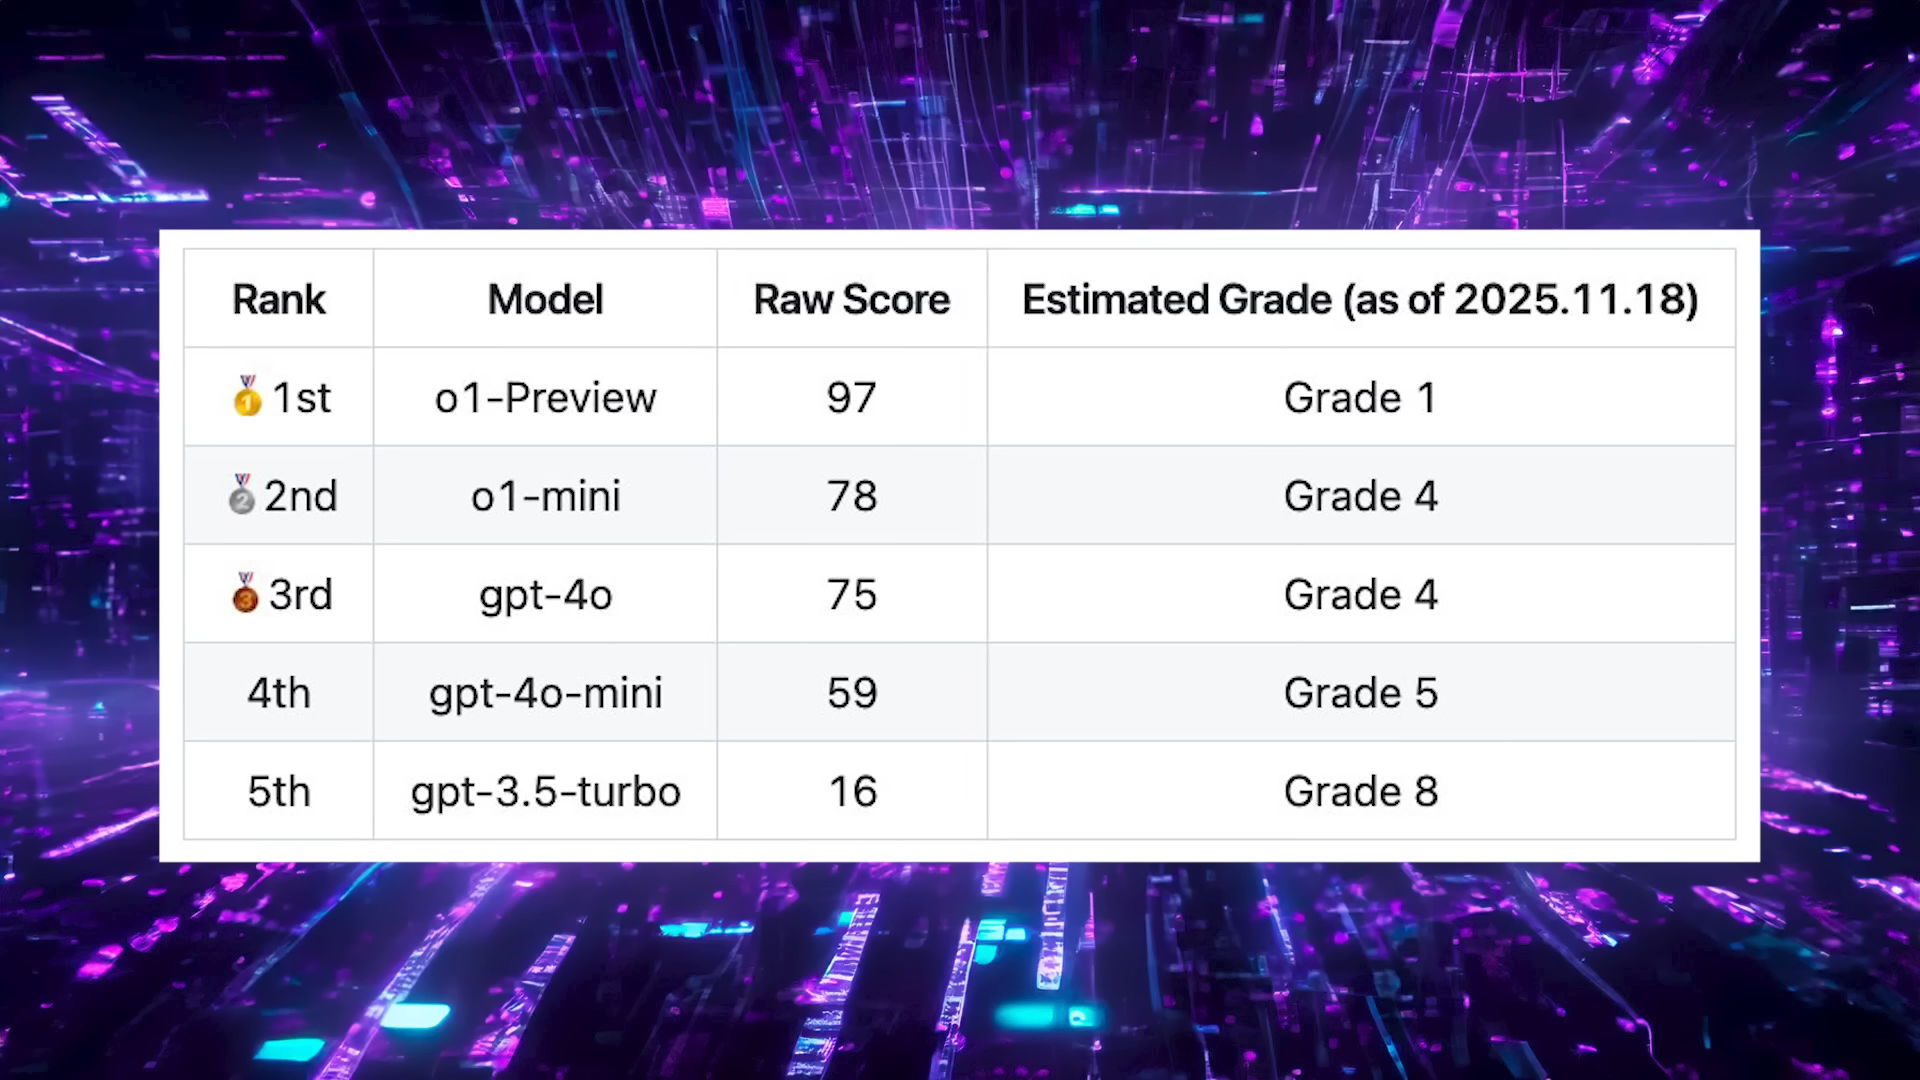 Rank Model Raw Score Estimated Grade (as of 2025.11.18)
🥇1st o1-Preview 97 Grade 1
🥈2nd o1-mini 78 Grade 4
🥉3rd gpt-4o 75 Grade 4
4th gpt-4o-mini 59 Grade 5
5th gpt-3.5-turbo 16 Grade 8